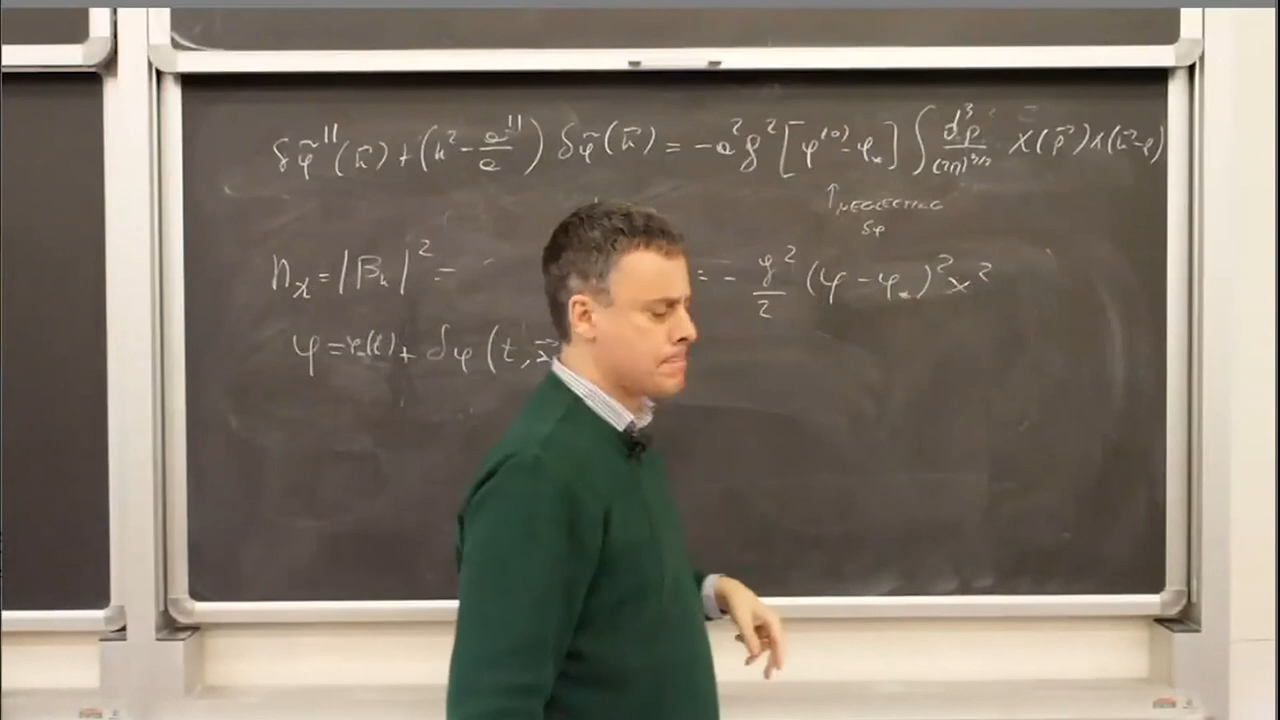 δφ̃''(k⃗) + (k² - a''/a) δφ̃(k⃗) = -a²g² [φ⁽⁰⁾ - φ*] ∫ d³p/(2π)^{3/2} χ(p⃗) χ(k⃗-p)
↑ NEGLECTING
δφ
n_χ = |β_k|² = = - g²/2 (φ - φ*)² χ²
φ = φ₀(t) + δφ (t, x⃗